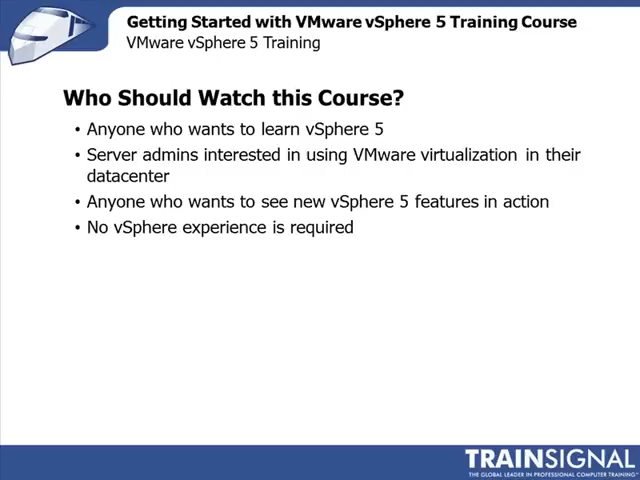 Getting Started with VMware vSphere 5 Training Course
VMware vSphere 5 Training
Who Should Watch this Course?
• Anyone who wants to learn vSphere 5
• Server admins interested in using VMware virtualization in their
datacenter
• Anyone who wants to see new vSphere 5 features in action
• No vSphere experience is required
TRAINSIGNAL
THE GLOBAL LEADER IN PROFESSIONAL COMPUTER TRAINING™